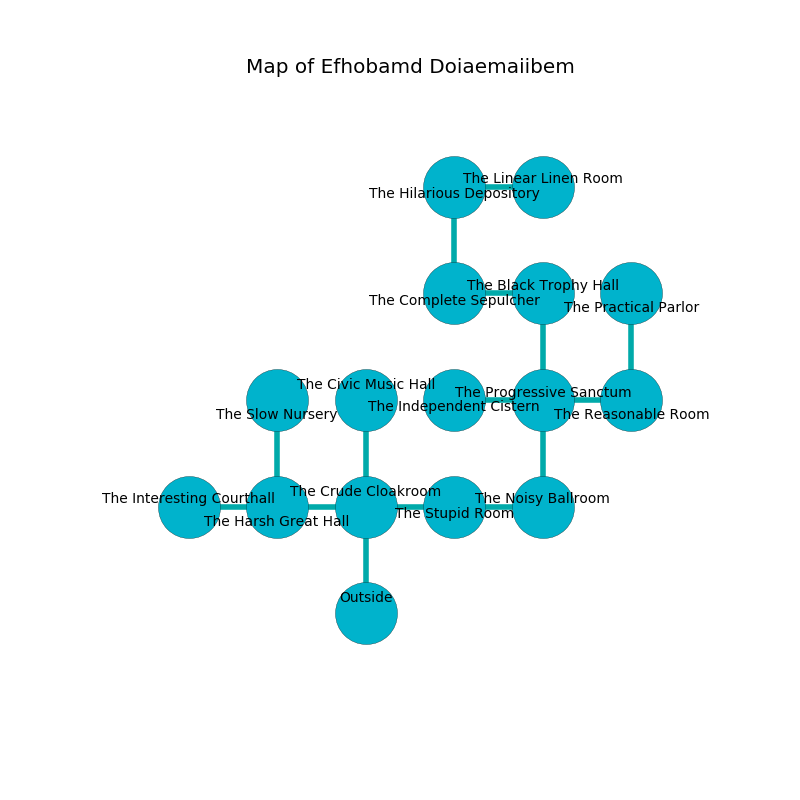 Map of Efhobamd Doiaemaiibem
The Linear Linen Room
The Hilarious Depository
The Black Trophy Hall
The Complete Sepulcher
The Practical Parlor
The Civic Music Hall
The Progressive Sanctum
The Independent Cistern
The Slow Nursery
The Reasonable Room
The Crude Cloakroom
The Interesting Courthall
The Noisy Ballroom
The Stupid Room
The Harsh Great Hall
Outside